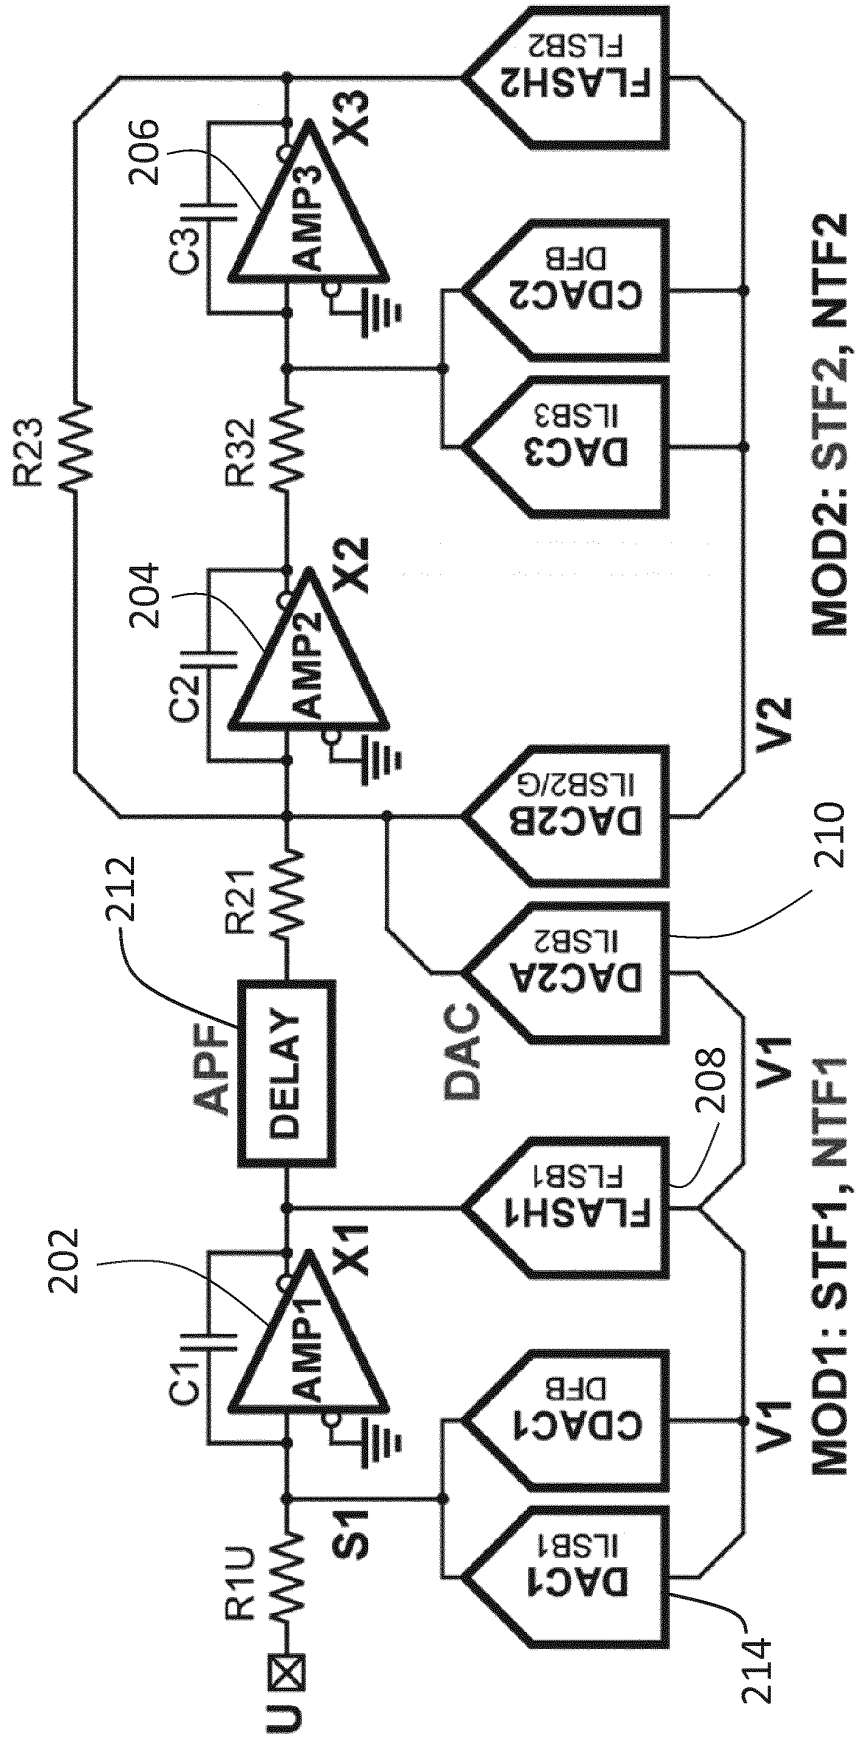 R23
C3
206
R32
C2
204
212
R21
APF
DELAY
202
C1
R1U
U
AMP3
X3
AMP2
X2
AMP1
X1
S1
DAC
DAC1
ILSB1
CDAC1
DFB
FLASH1
FLSB1
DAC2A
ILSB2
DAC2B
ILSB2/G
DAC3
ILSB3
CDAC2
DFB
FLASH2
FLSB2
214
208
210
V1
V1
V2
MOD1: STF1, NTF1
MOD2: STF2, NTF2